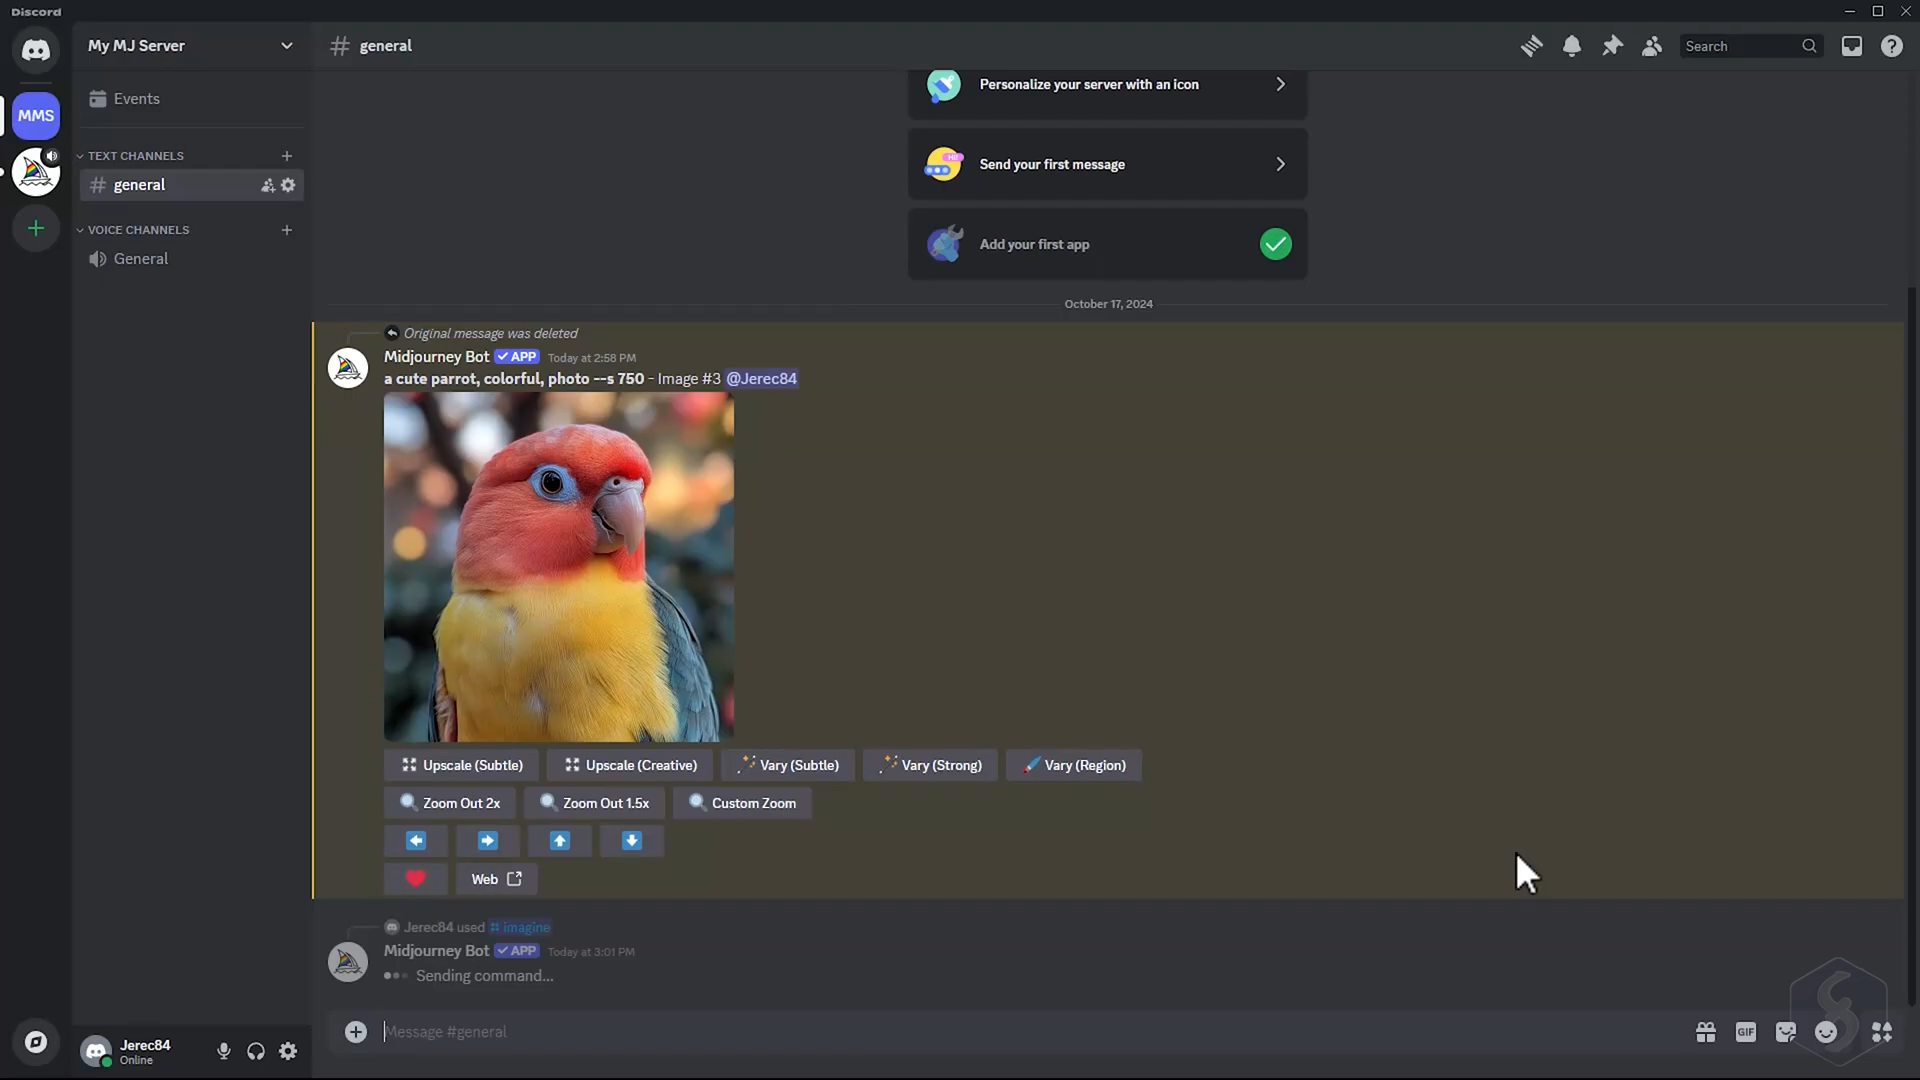 Discord
My MJ Server
general
Search
MMS
Events
Personalize your server with an icon
TEXT CHANNELS
general
Send your first message
VOICE CHANNELS
General
Add your first app
October 17, 2024
Original message was deleted
Midjourney Bot APP Today at 2:58 PM
a cute parrot, colorful, photo --s 750 - Image #3 @Jerec84
Upscale (Subtle) Upscale (Creative) Vary (Subtle) Vary (Strong) Vary (Region)
Zoom Out 2x Zoom Out 1.5x Custom Zoom
Web
Jerec84 used imagine
Midjourney Bot APP Today at 3:01 PM
Sending command...
Message #general
GIF
Jerec84
Online